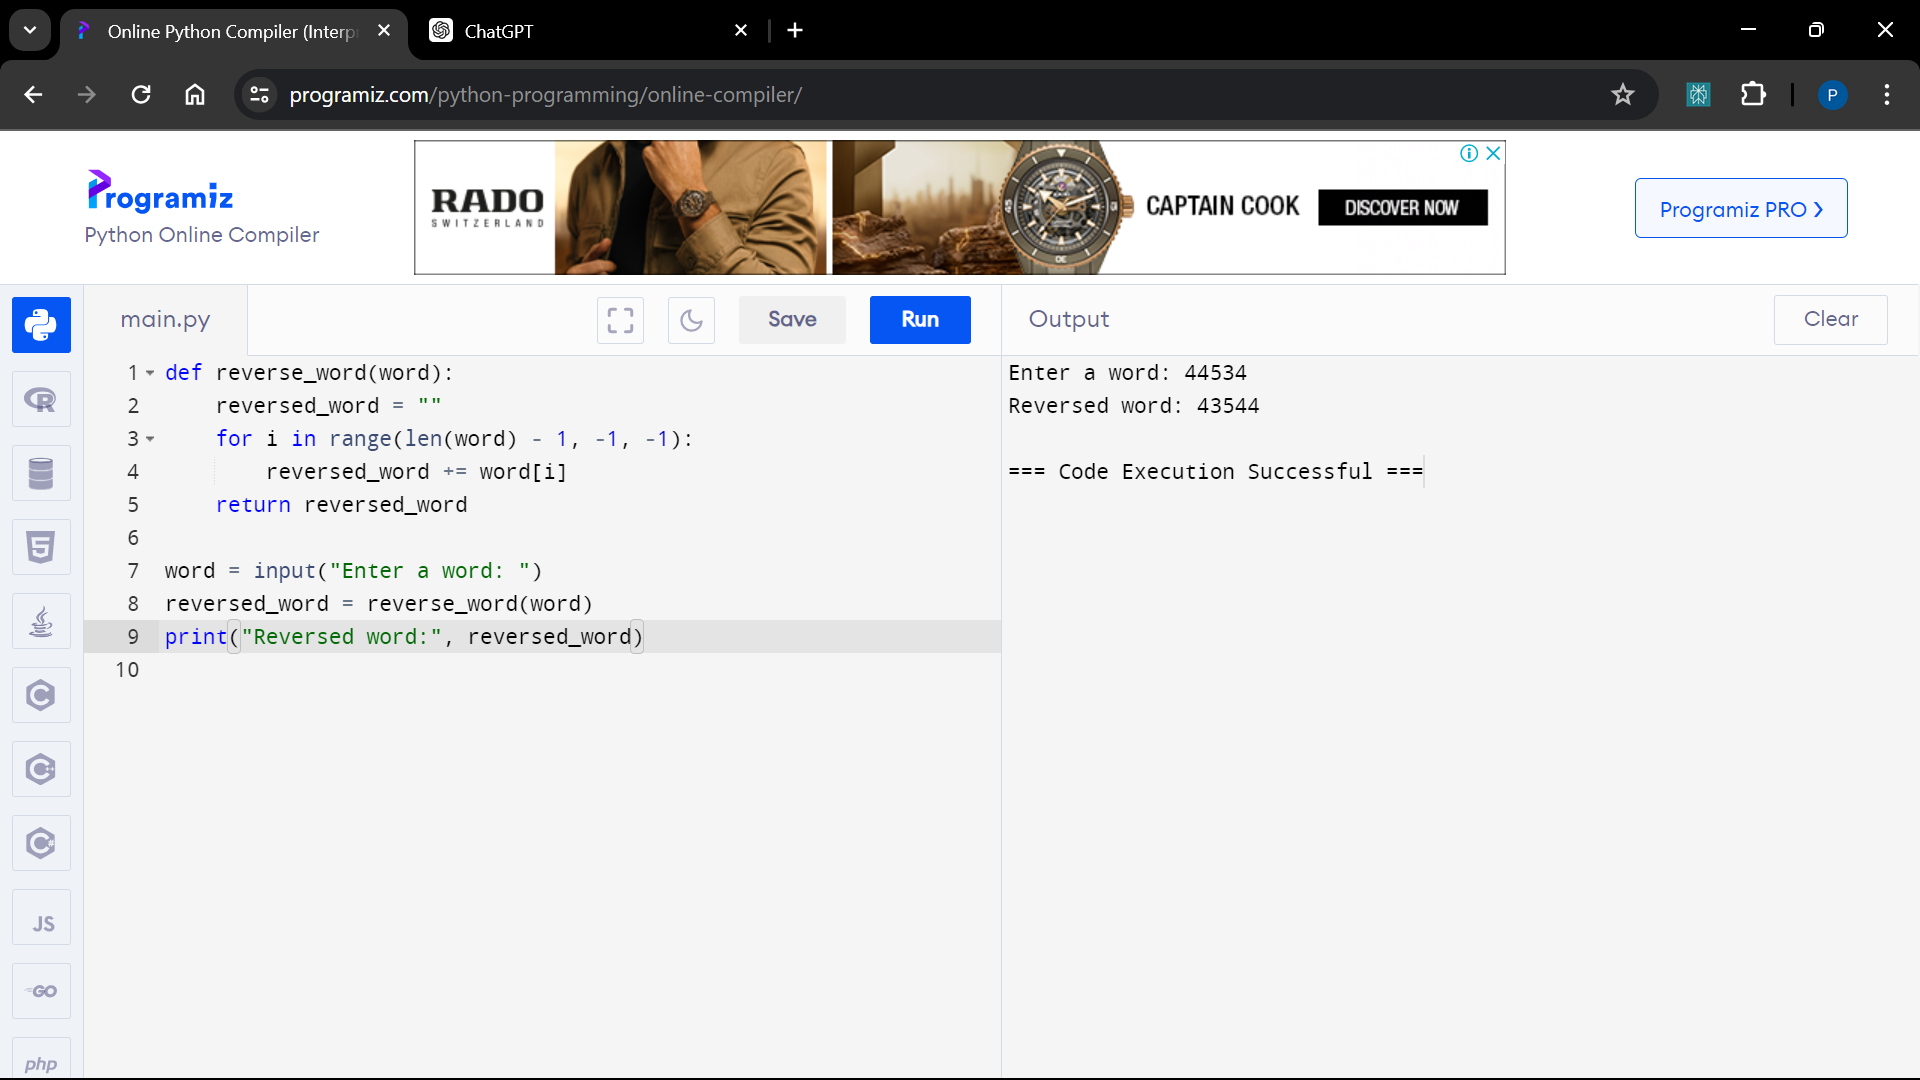 Online Python Compiler (Interp
ChatGPT
programiz.com/python-programming/online-compiler/
P
Programiz
Python Online Compiler
RADO
SWITZERLAND
CAPTAIN COOK
DISCOVER NOW
Programiz PRO
main.py
Save
Run
Output
Clear
1 def reverse_word(word):
2     reversed_word = ""
3     for i in range(len(word) - 1, -1, -1):
4         reversed_word += word[i]
5     return reversed_word
6
7 word = input("Enter a word: ")
8 reversed_word = reverse_word(word)
9 print("Reversed word:", reversed_word)
10
Enter a word: 44534
Reversed word: 43544
=== Code Execution Successful ===
R
5
C
C++
C#
JS
GO
php